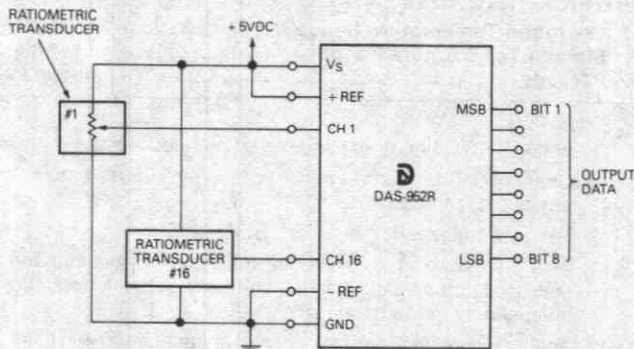 RATIOMETRIC
TRANSDUCER
+ 5VDC
#1
VS
+ REF
CH 1
MSB
BIT 1
DAS-952R
OUTPUT
DATA
RATIOMETRIC
TRANSDUCER
#16
CH 16
LSB
BIT 8
– REF
GND